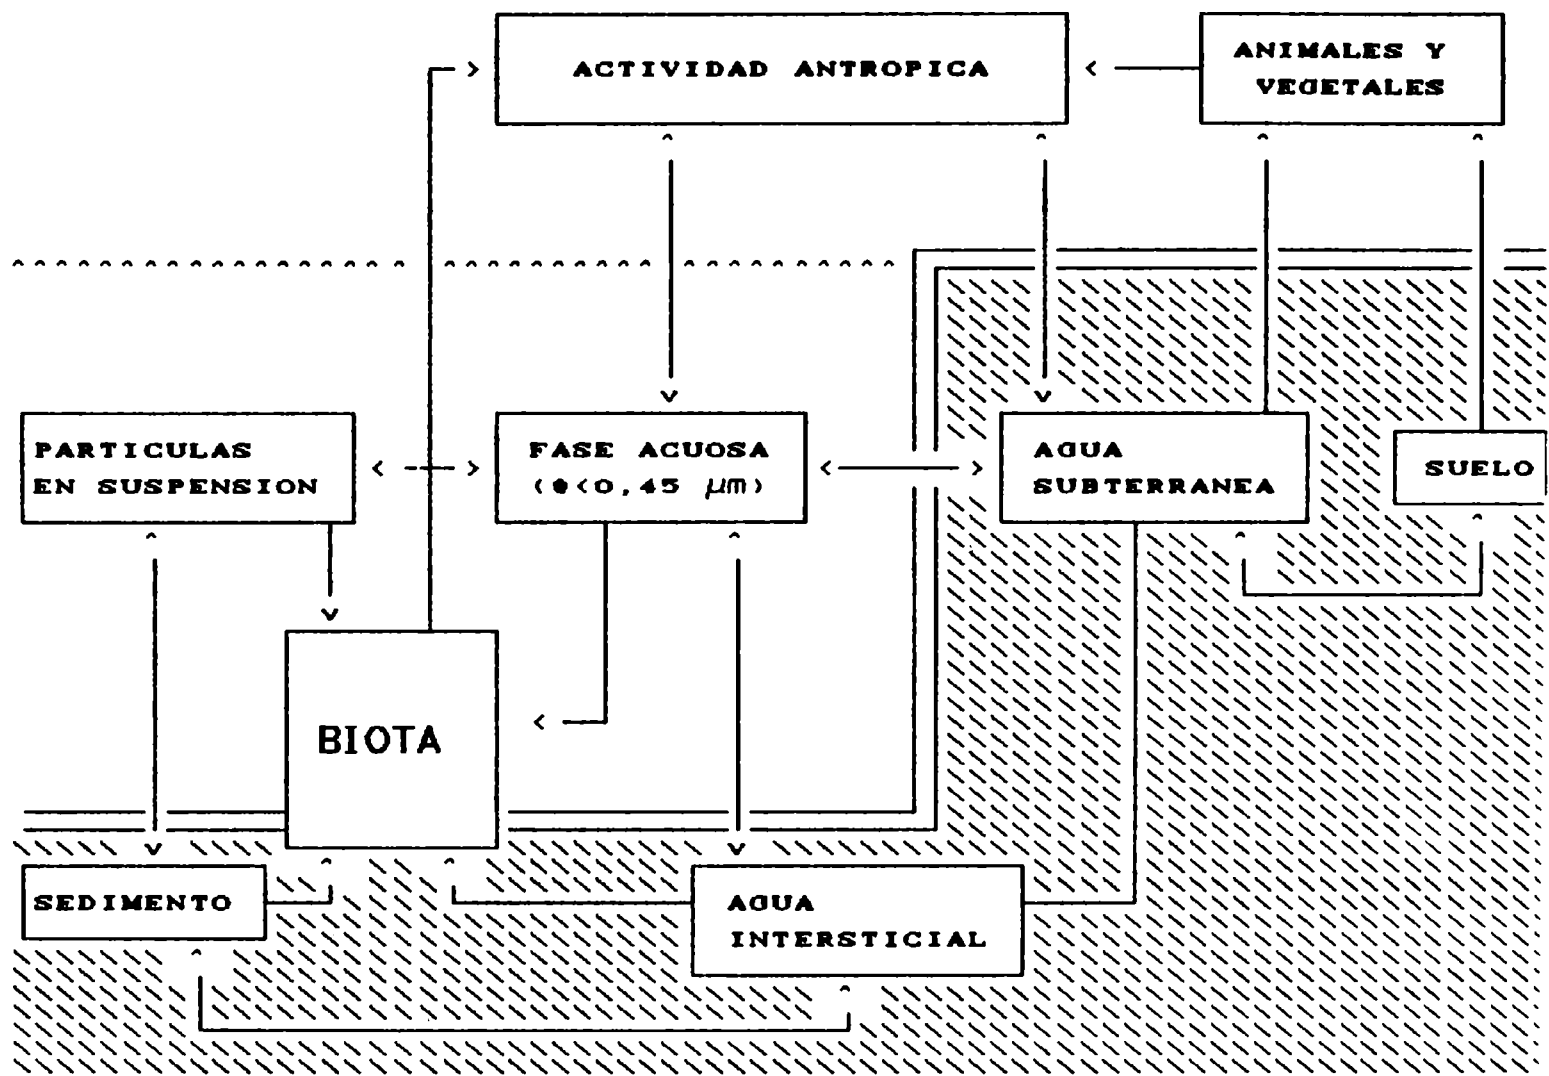 ACTIVIDAD ANTROPICA
ANIMALES Y
VEGETALES
PARTICULAS
EN SUSPENSION
FASE ACUOSA
(ø<0,45 μm)
AGUA
SUBTERRANEA
SUELO
BIOTA
SEDIMENTO
AGUA
INTERSTICIAL